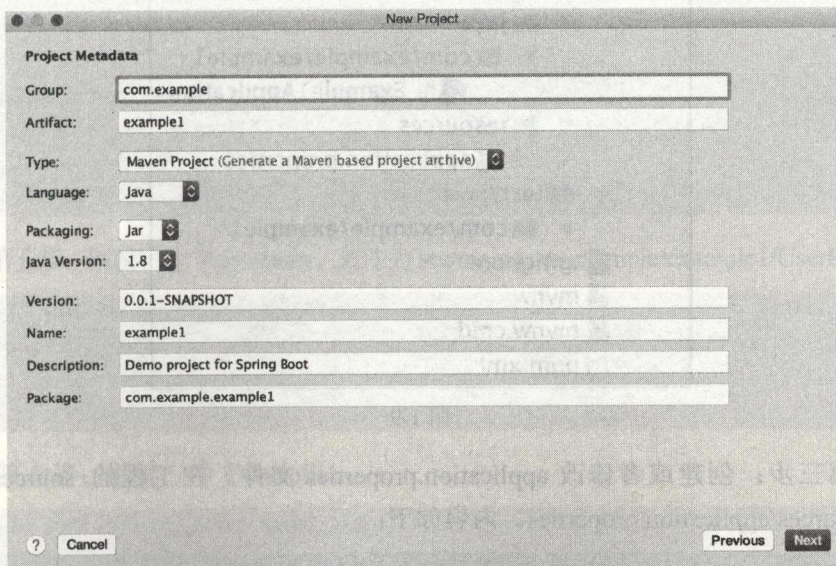 New Project
Project Metadata
Group: com.example
Artifact: example1
Type: Maven Project (Generate a Maven based project archive)
Language: Java
Packaging: Jar
Java Version: 1.8
Version: 0.0.1-SNAPSHOT
Name: example1
Description: Demo project for Spring Boot
Package: com.example.example1
? Cancel Previous Next